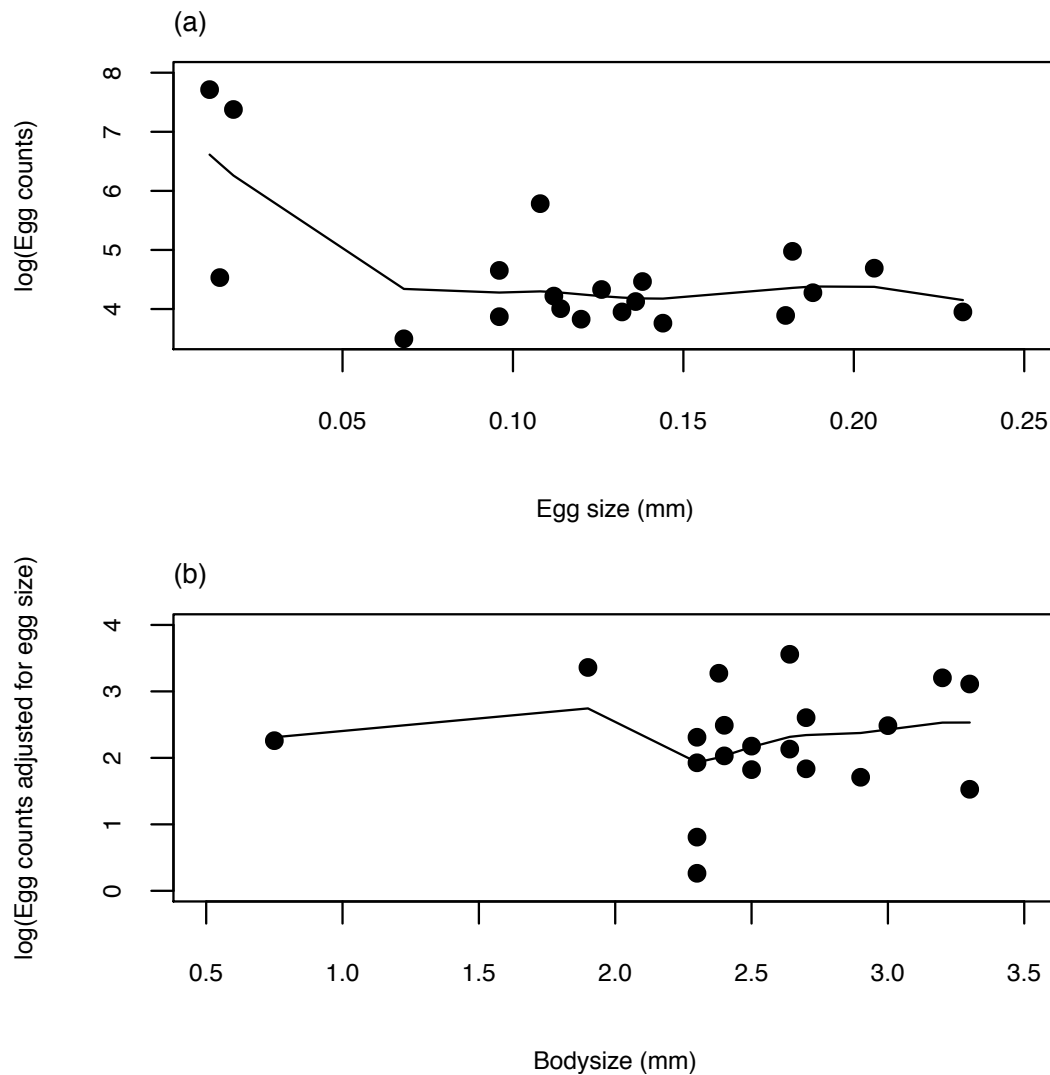 (a)
log(Egg counts)
8
7
6
5
4
0.05 0.10 0.15 0.20 0.25
Egg size (mm)
(b)
log(Egg counts adjusted for egg size)
4
3
2
1
0
0.5 1.0 1.5 2.0 2.5 3.0 3.5
Bodysize (mm)